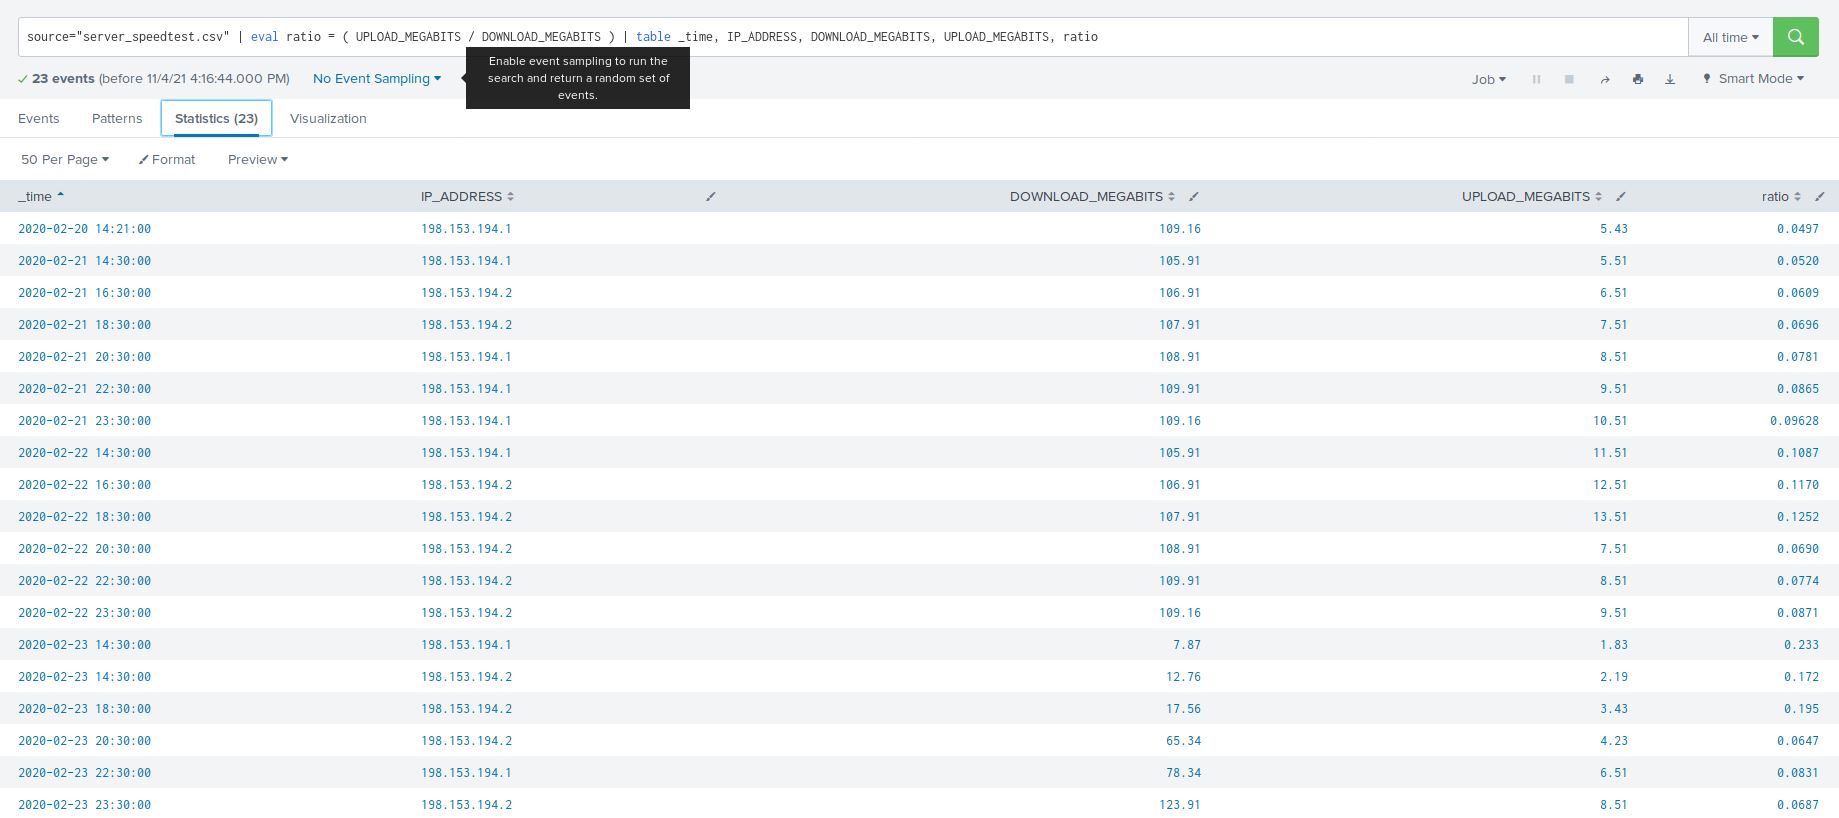 source="server_speedtest.csv" | eval ratio = ( UPLOAD_MEGABITS / DOWNLOAD_MEGABITS ) | table _time, IP_ADDRESS, DOWNLOAD_MEGABITS, UPLOAD_MEGABITS, ratio All time
Enable event sampling to run the
search and return a random set of
events.
23 events (before 11/4/21 4:16:44.000 PM) No Event Sampling Job Smart Mode
Events Patterns Statistics (23) Visualization
50 Per Page Format Preview
_time IP_ADDRESS DOWNLOAD_MEGABITS UPLOAD_MEGABITS ratio
2020-02-20 14:21:00 198.153.194.1 109.16 5.43 0.0497
2020-02-21 14:30:00 198.153.194.1 105.91 5.51 0.0520
2020-02-21 16:30:00 198.153.194.2 106.91 6.51 0.0609
2020-02-21 18:30:00 198.153.194.2 107.91 7.51 0.0696
2020-02-21 20:30:00 198.153.194.1 108.91 8.51 0.0781
2020-02-21 22:30:00 198.153.194.1 109.91 9.51 0.0865
2020-02-21 23:30:00 198.153.194.1 109.16 10.51 0.09628
2020-02-22 14:30:00 198.153.194.1 105.91 11.51 0.1087
2020-02-22 16:30:00 198.153.194.2 106.91 12.51 0.1170
2020-02-22 18:30:00 198.153.194.2 107.91 13.51 0.1252
2020-02-22 20:30:00 198.153.194.2 108.91 7.51 0.0690
2020-02-22 22:30:00 198.153.194.2 109.91 8.51 0.0774
2020-02-22 23:30:00 198.153.194.2 109.16 9.51 0.0871
2020-02-23 14:30:00 198.153.194.1 7.87 1.83 0.233
2020-02-23 14:30:00 198.153.194.2 12.76 2.19 0.172
2020-02-23 18:30:00 198.153.194.2 17.56 3.43 0.195
2020-02-23 20:30:00 198.153.194.2 65.34 4.23 0.0647
2020-02-23 22:30:00 198.153.194.1 78.34 6.51 0.0831
2020-02-23 23:30:00 198.153.194.2 123.91 8.51 0.0687